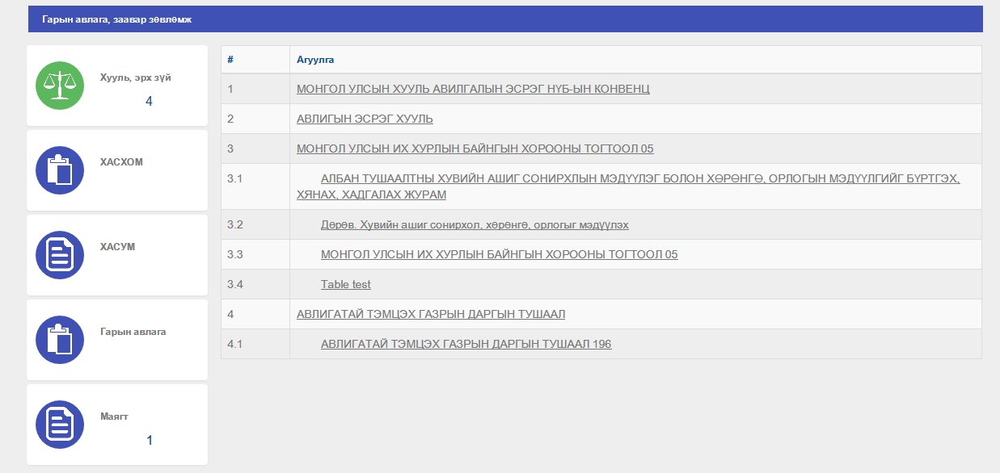 Гарын авлага, заавар зөвлөмж
Хууль, эрх зүй
4
ХАСХОМ
ХАСУМ
Гарын авлага
Маягт
1
# Агуулга
1 МОНГОЛ УЛСЫН ХУУЛЬ АВИЛГАЛЫН ЭСРЭГ НҮБ-ЫН КОНВЕНЦ
2 АВЛИГЫН ЭСРЭГ ХУУЛЬ
3 МОНГОЛ УЛСЫН ИХ ХУРЛЫН БАЙНГЫН ХОРООНЫ ТОГТООЛ 05
3.1 АЛБАН ТУШААЛТНЫ ХУВИЙН АШИГ СОНИРХЛЫН МЭДҮҮЛЭГ БОЛОН ХӨРӨНГӨ, ОРЛОГЫН МЭДҮҮЛГИЙГ БҮРТГЭХ,
ХЯНАХ, ХАДГАЛАХ ЖУРАМ
3.2 Дөрөв. Хувийн ашиг сонирхол, хөрөнгө, орлогыг мэдүүлэх
3.3 МОНГОЛ УЛСЫН ИХ ХУРЛЫН БАЙНГЫН ХОРООНЫ ТОГТООЛ 05
3.4 Table test
4 АВЛИГАТАЙ ТЭМЦЭХ ГАЗРЫН ДАРГЫН ТУШААЛ
4.1 АВЛИГАТАЙ ТЭМЦЭХ ГАЗРЫН ДАРГЫН ТУШААЛ 196